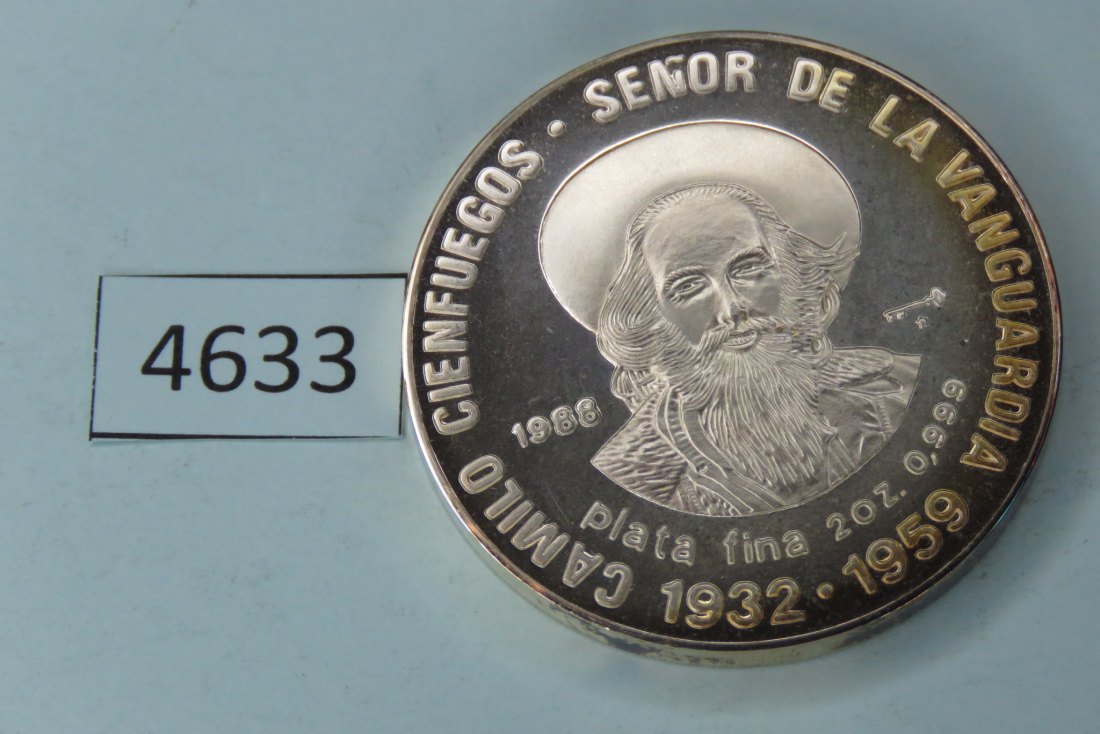 4633
CAMILO CIENFUEGOS · SEÑOR DE LA VANGUARDIA
1988
plata fina 2oz. 0,999
1932 · 1959